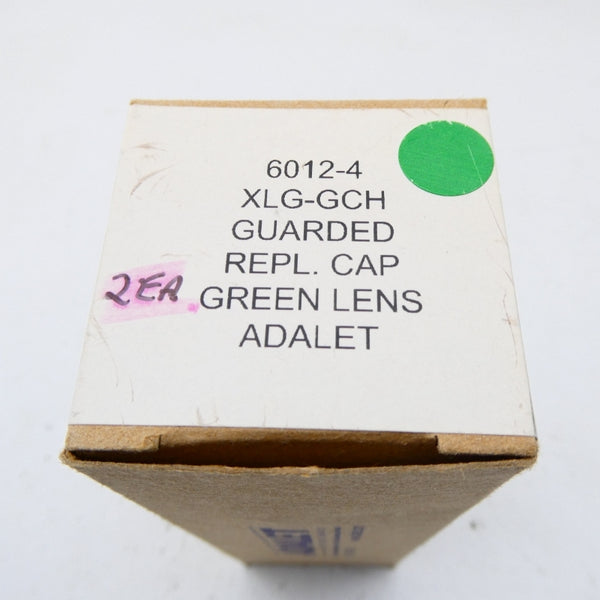 6012-4
XLG-GCH
GUARDED
REPL. CAP
2EA
GREEN LENS
ADALET